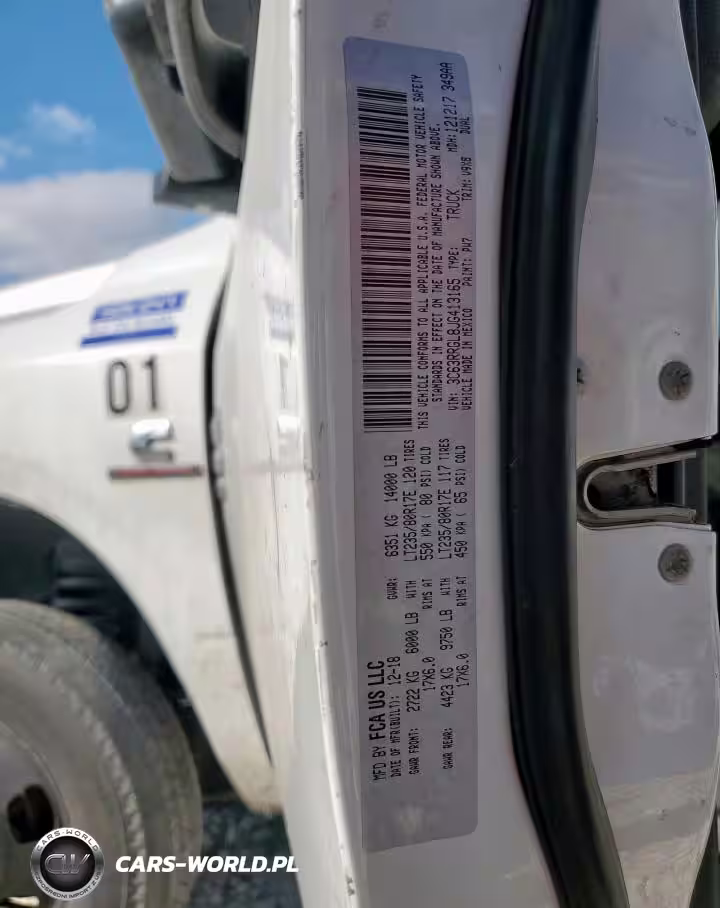 MFD BY FCA US LLC
DATE OF MFR(BUILT): 12-18 GVWR: 6351 KG 14000 LB
GAWR FRONT: 2722 KG 6000 LB WITH LT235/80R17E 120 TIRES
17X6.0 RIMS AT 550 KPA ( 80 PSI) COLD
GAWR REAR: 4423 KG 9750 LB WITH LT235/80R17E 117 TIRES
17X6.0 RIMS AT 450 KPA ( 65 PSI) COLD
THIS VEHICLE CONFORMS TO ALL APPLICABLE U.S.A. FEDERAL MOTOR VEHICLE SAFETY
STANDARDS IN EFFECT ON THE DATE OF MANUFACTURE SHOWN ABOVE.
VIN: 3C63RRGL8JG413165 TYPE: TRUCK MDH: 121217 349AA
VEHICLE MADE IN MEXICO PAINT: PW7 TRIM: V9X8 DUAL
01
CARS-WORLD
CW
CARS-WORLD.PL